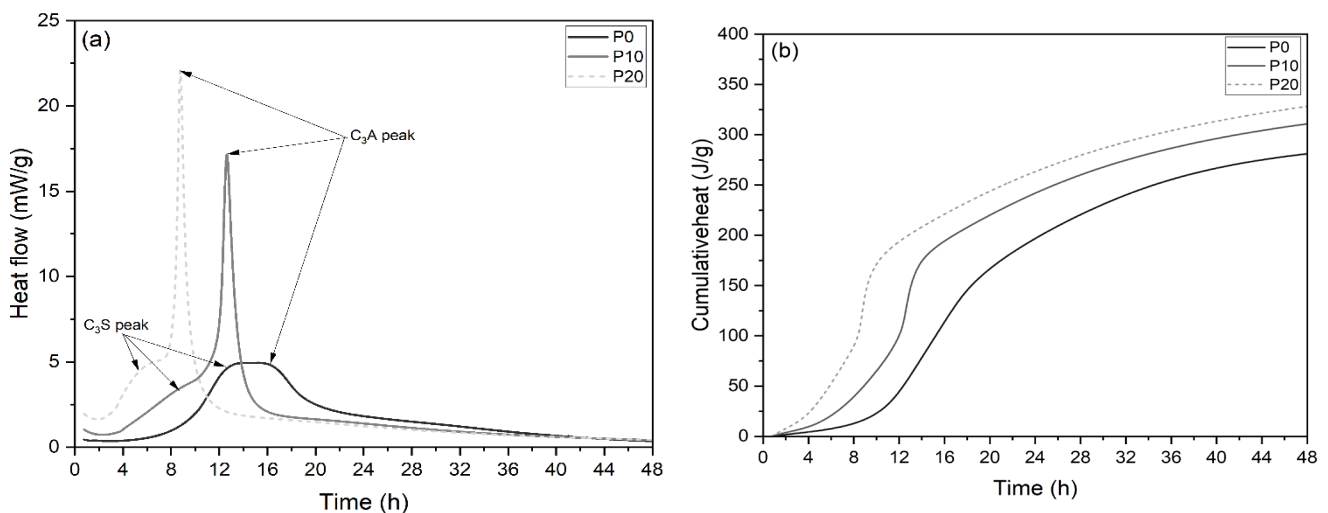 (a)
P0
P10
P20
C₃A peak
C₃S peak
Heat flow (mW/g)
25
20
15
10
5
0
0 4 8 12 16 20 24 28 32 36 40 44 48
Time (h)
(b)
P0
P10
P20
Cumulativeheat (J/g)
400
350
300
250
200
150
100
50
0
0 4 8 12 16 20 24 28 32 36 40 44 48
Time (h)